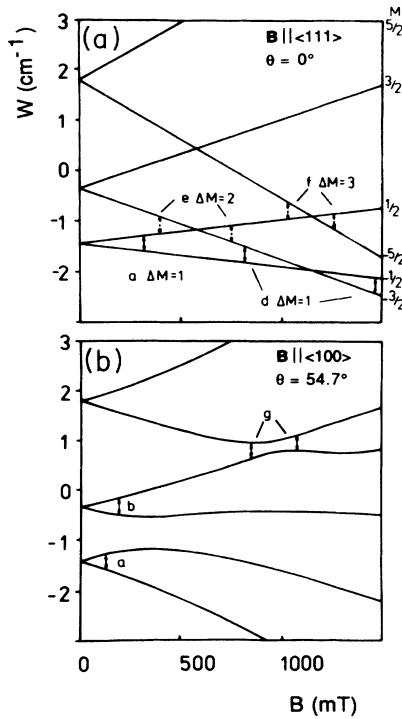 (a)
B ∥ <111>
θ = 0°
M
5/2
3/2
1/2
-5/2
-1/2
-3/2
W (cm⁻¹)
3
2
1
0
-1
-2
e ΔM=2
f ΔM=3
a ΔM=1
d ΔM=1
(b)
B ∥ <100>
θ = 54.7°
3
2
1
0
-1
-2
g
b
a
0 500 1000
B (mT)